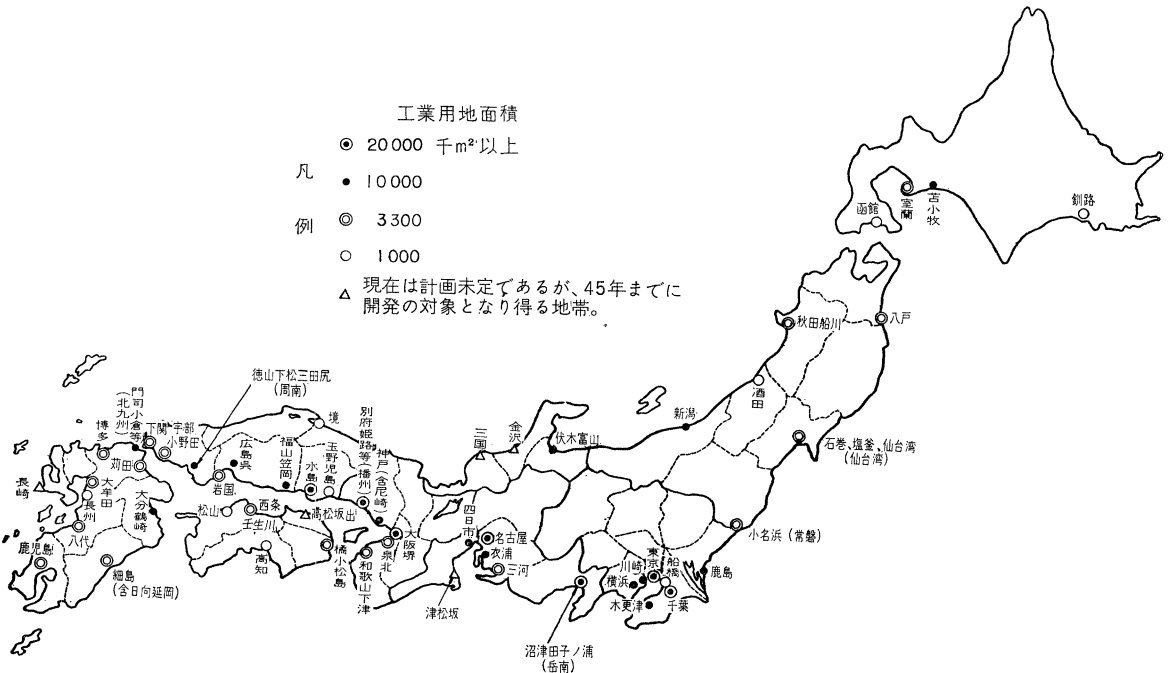 工業用地面積
凡例
20000 千m²以上
10000
3300
1000
現在は計画未定であるが、45年までに
開発の対象となり得る地帯。
釧路
苫小牧
室蘭
函館
八戸
秋田船川
酒田
石巻、塩釜、仙台湾
(仙台湾)
新潟
小名浜(常磐)
鹿島
船橋
東京
千葉
川崎
横浜
木更津
沼津田子ノ浦
(岳南)
伏木富山
金沢
三国
名古屋
衣浦
三河
四日市
津松坂
大阪堺
泉北
和歌山下津
神戸(含尼崎)
別府姫路等(播州)
境
玉野児島
水島
福山笠岡
広島呉
岩国
徳山下松三田尻
(周南)
橘小松島
高松坂出
西条
壬生川
松山
高知
下関
宇部
小野田
門司小倉等
(北九州)
博多
苅田
大牟田
長州
長崎
八代
大分鶴崎
鹿児島
細島
(含日向延岡)